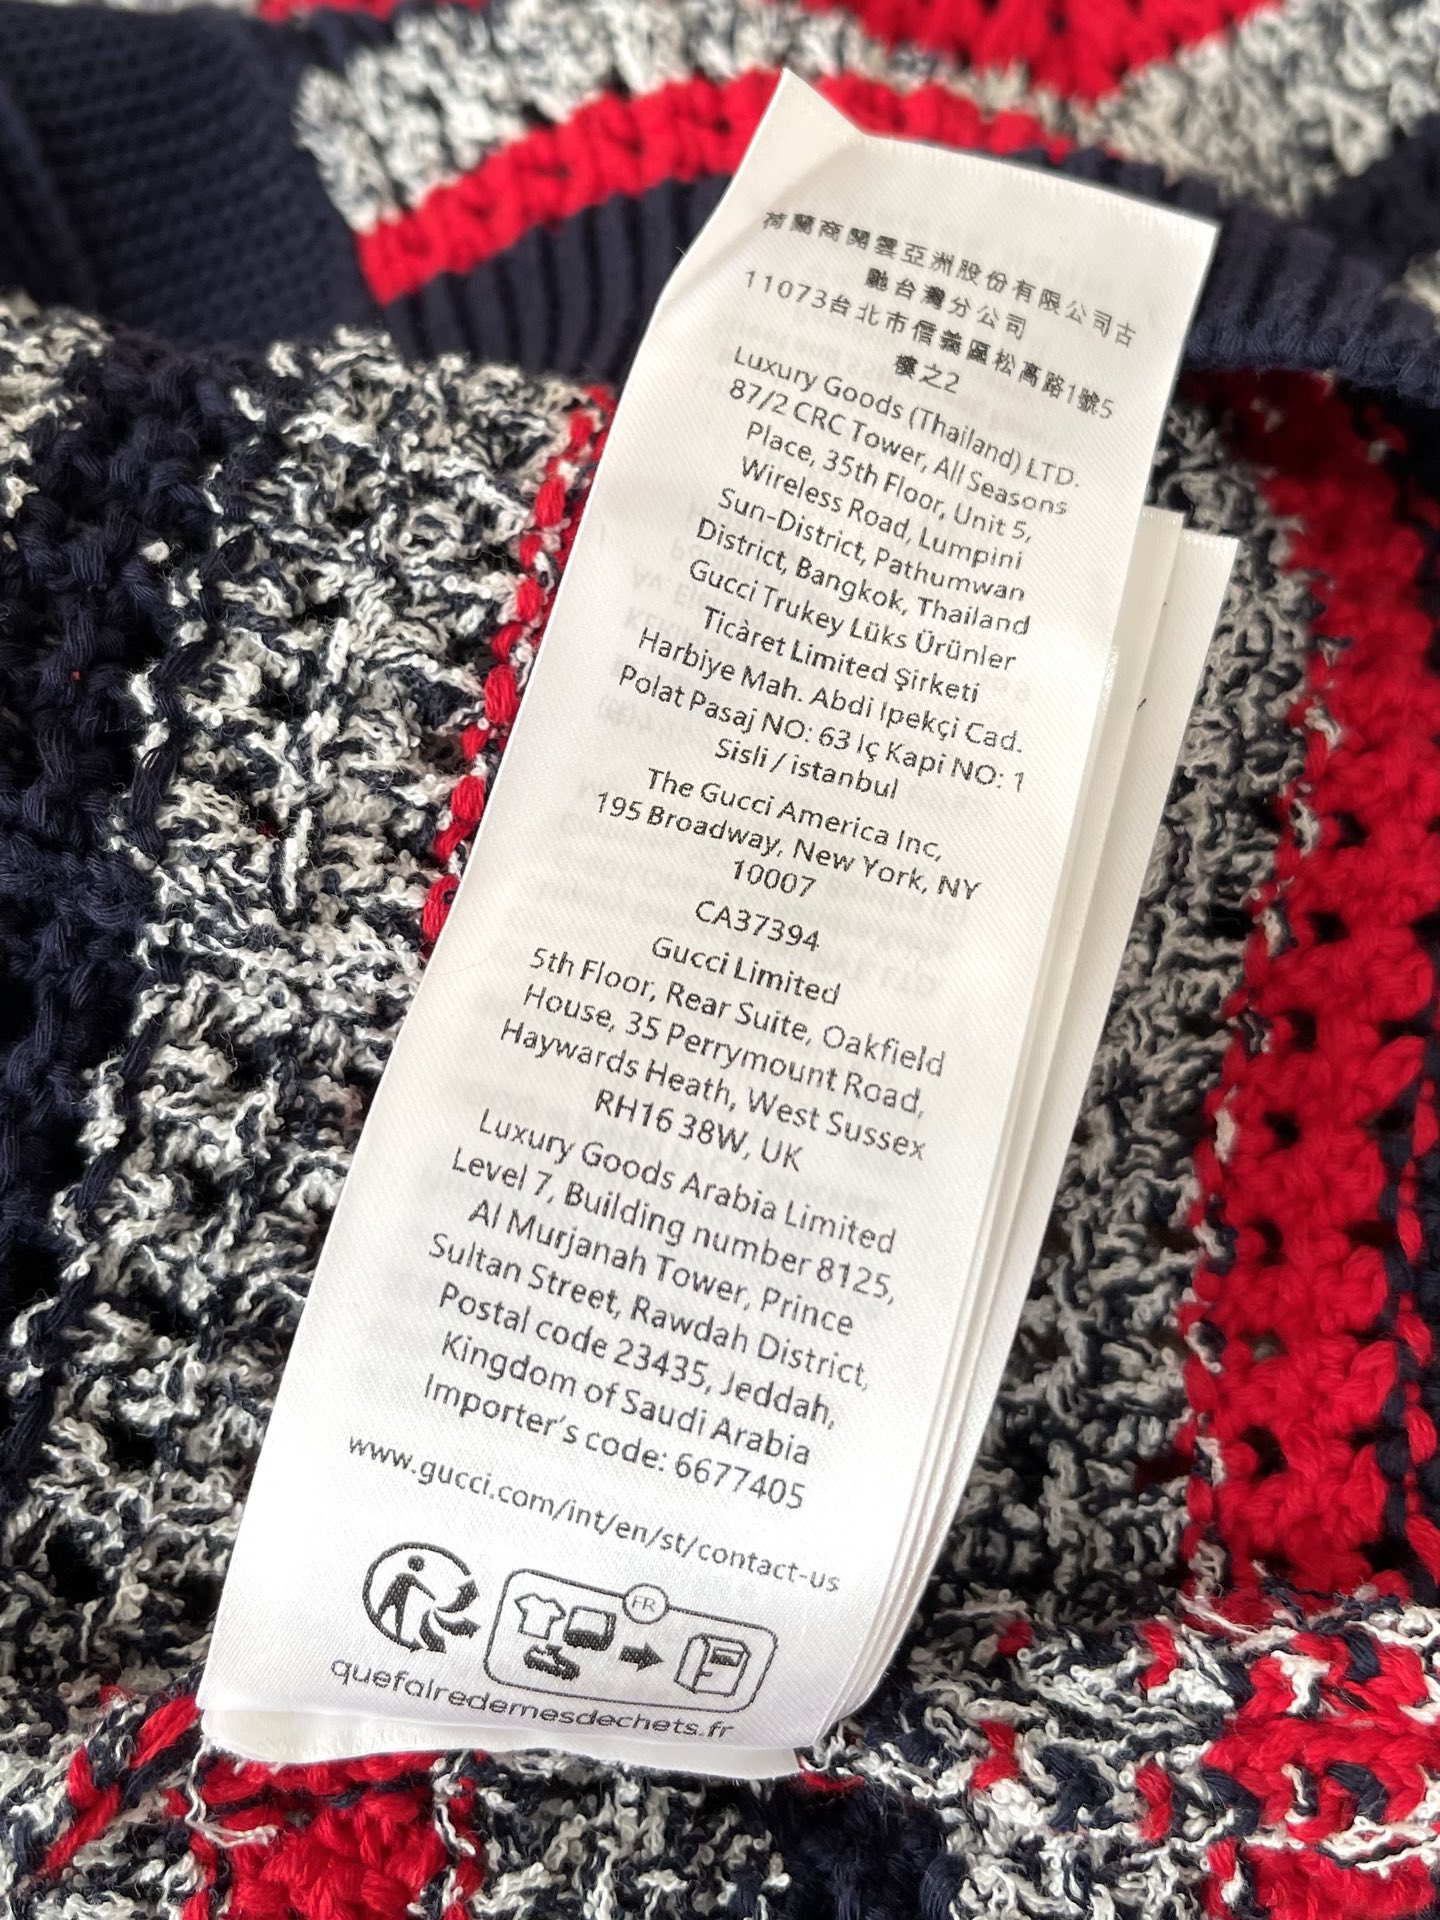 荷蘭商開雲亞洲股份有限公司古
馳台灣分公司
11073台北市信義區松高路1號5
樓之2
Luxury Goods (Thailand) LTD.
87/2 CRC Tower, All Seasons
Place, 35th Floor, Unit 5,
Wireless Road, Lumpini
Sun-District, Pathumwan
District, Bangkok, Thailand
Gucci Trukey Lüks Ürünler
Ticàret Limited Şirketi
Harbiye Mah. Abdi Ipekçi Cad.
Polat Pasaj NO: 63 Iç Kapi NO: 1
Sisli / istanbul
The Gucci America Inc,
195 Broadway, New York, NY
10007
CA37394
Gucci Limited
5th Floor, Rear Suite, Oakfield
House, 35 Perrymount Road,
Haywards Heath, West Sussex
RH16 38W, UK
Luxury Goods Arabia Limited
Level 7, Building number 8125,
Al Murjanah Tower, Prince
Sultan Street, Rawdah District,
Postal code 23435, Jeddah,
Kingdom of Saudi Arabia
Importer's code: 6677405
www.gucci.com/int/en/st/contact-us
FR
quefairedemesdechets.fr